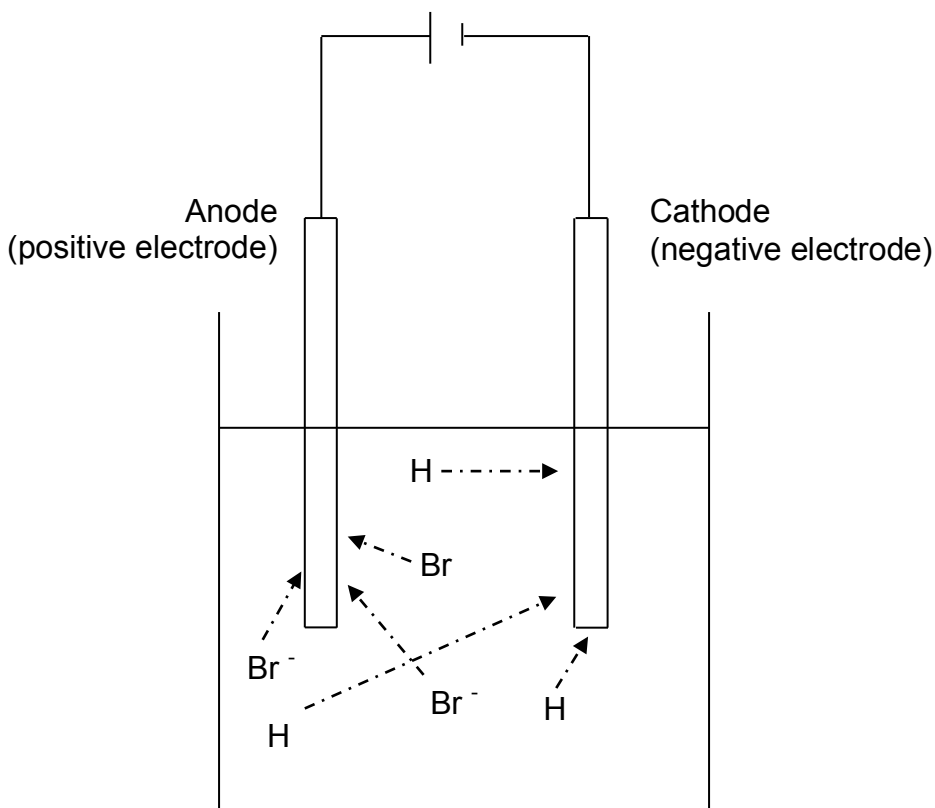 Anode
(positive electrode)
Cathode
(negative electrode)
H
Br
Br -
Br -
H
H